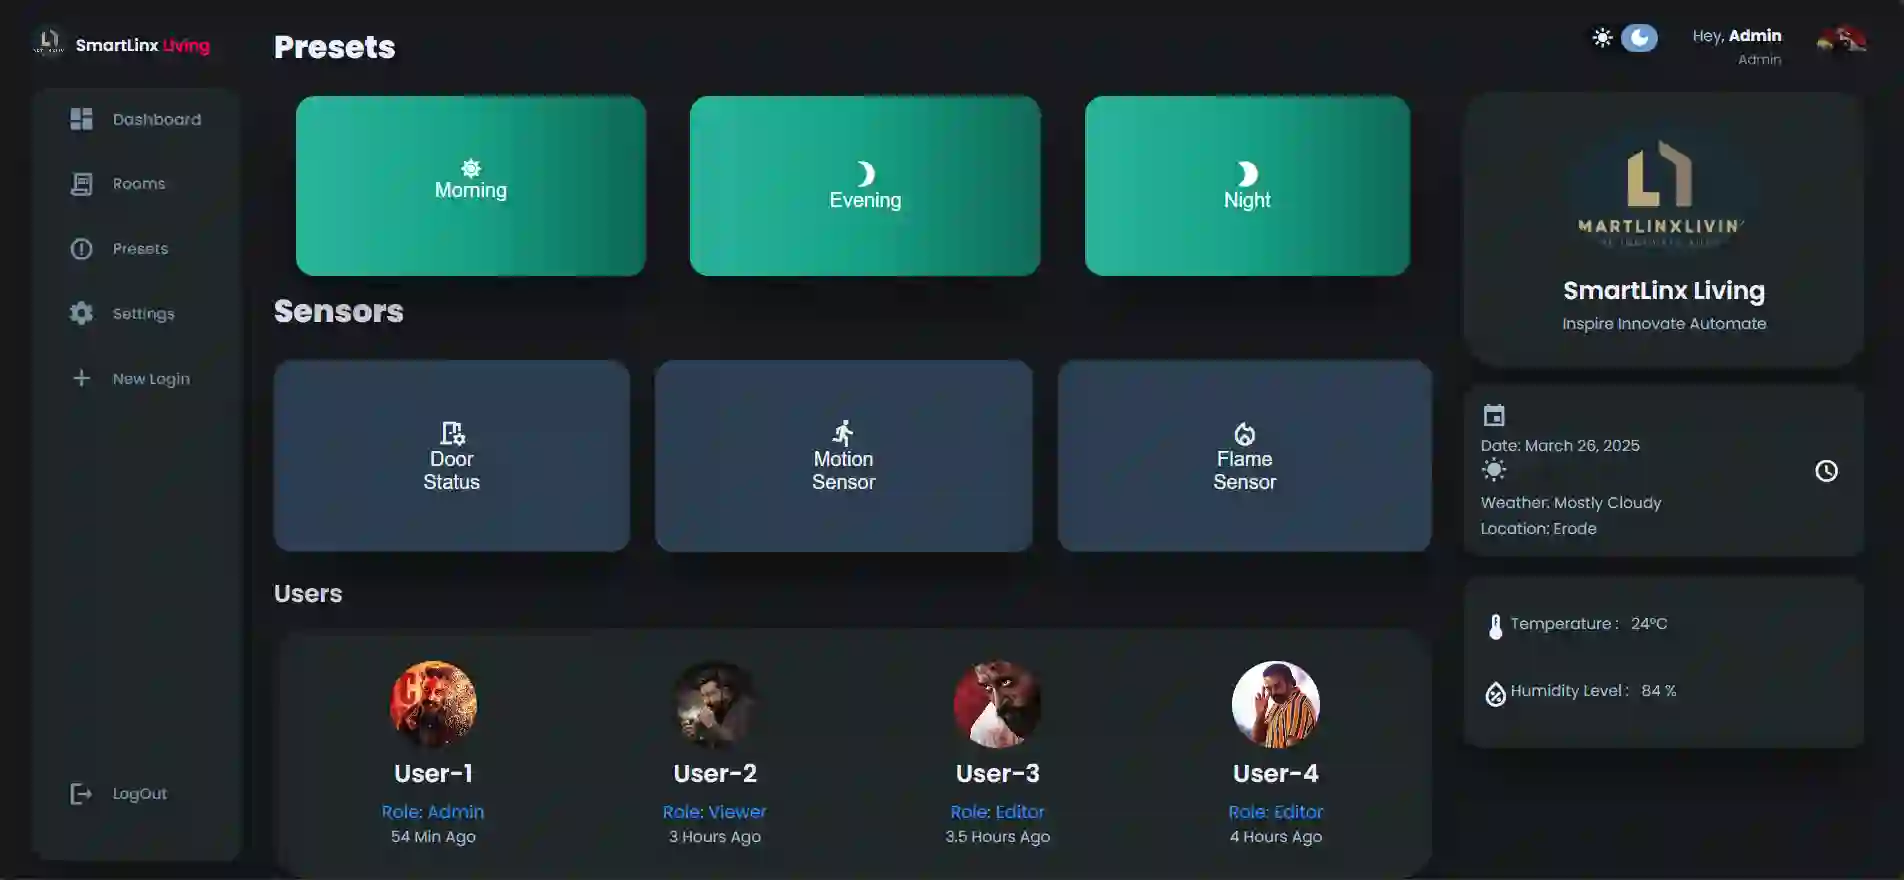 SmartLinx Living
Dashboard
Rooms
Presets
Settings
New Login
LogOut
Presets
Morning
Evening
Night
Sensors
Door
Status
Motion
Sensor
Flame
Sensor
Users
User-1
Role: Admin
54 Min Ago
User-2
Role: Viewer
3 Hours Ago
User-3
Role: Editor
3.5 Hours Ago
User-4
Role: Editor
4 Hours Ago
Hey, Admin
Admin
MARTLINXLIVIN
SmartLinx Living
Inspire Innovate Automate
Date: March 26, 2025
Weather: Mostly Cloudy
Location: Erode
Temperature : 24°C
Humidity Level : 84 %